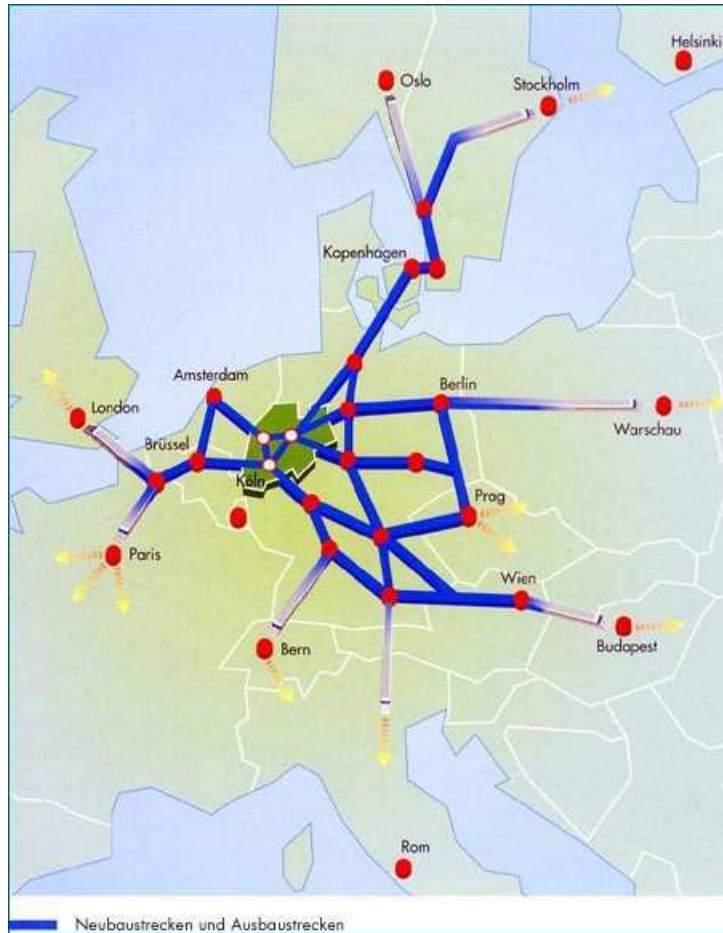 Helsinki
Oslo
Stockholm
Kopenhagen
Amsterdam
Berlin
London
Warschau
Brüssel
Köln
Prag
Paris
Wien
Bern
Budapest
Rom
Neubaustrecken und Ausbaustrecken